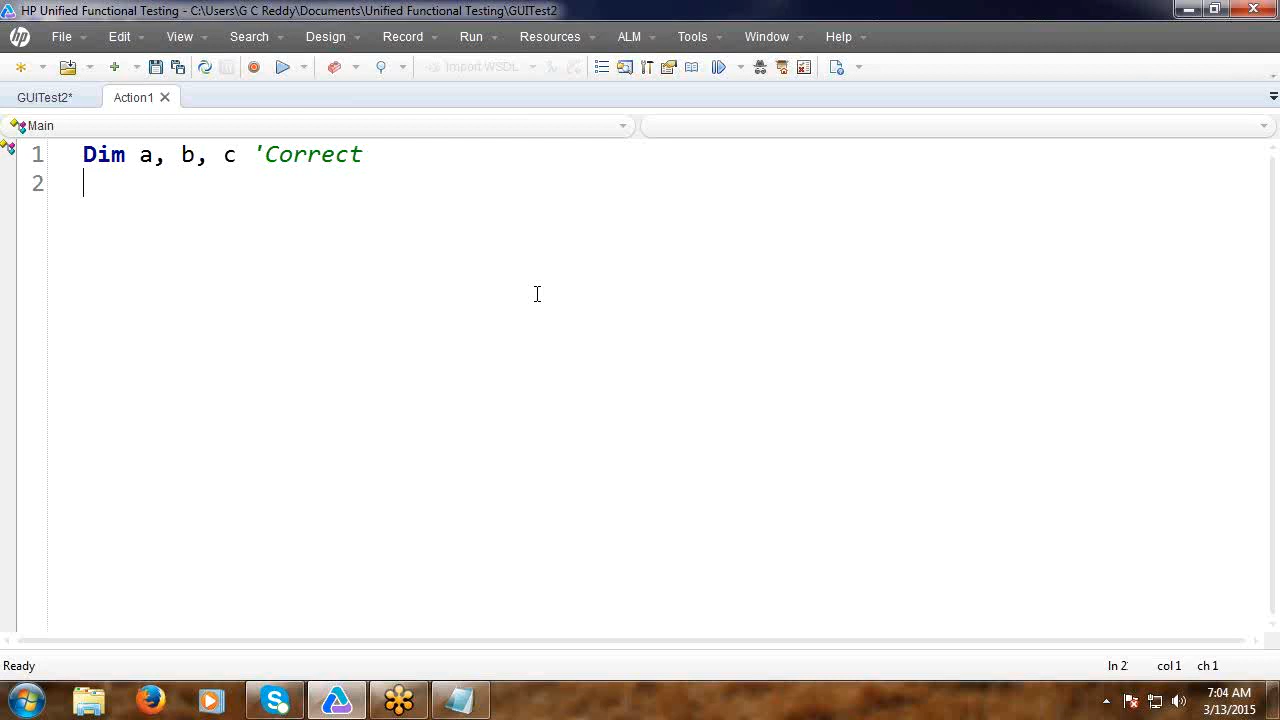 HP Unified Functional Testing - C:\Users\G C Reddy\Documents\Unified Functional Testing\GUITest2
hp File Edit View Search Design Record Run Resources ALM Tools Window Help
Import WSDL
GUITest2* Action1
Main
1 Dim a, b, c 'Correct
2
Ready ln 2 col 1 ch 1
7:04 AM
3/13/2015